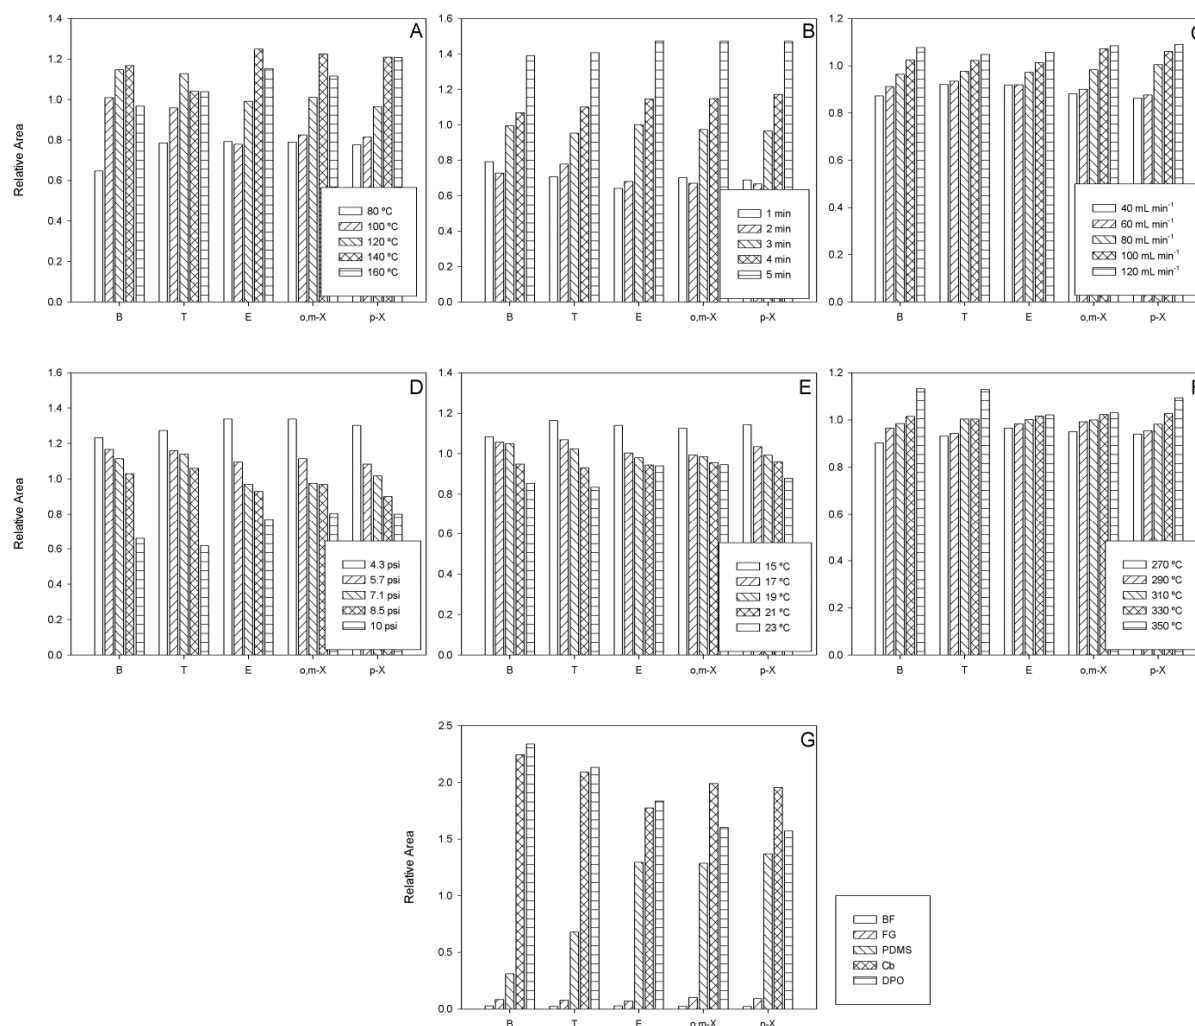 A
Relative Area
1.4
1.2
1.0
0.8
0.6
0.4
0.2
0.0
80 ºC
100 ºC
120 ºC
140 ºC
160 ºC
B T E o,m-X p-X
B
1.6
1.4
1.2
1.0
0.8
0.6
0.4
0.2
0.0
1 min
2 min
3 min
4 min
5 min
B T E o,m-X p-X
C
1.2
1.0
0.8
0.6
0.4
0.2
0.0
40 mL min⁻¹
60 mL min⁻¹
80 mL min⁻¹
100 mL min⁻¹
120 mL min⁻¹
B T E o,m-X p-X
D
Relative Area
1.6
1.4
1.2
1.0
0.8
0.6
0.4
0.2
0.0
4.3 psi
5.7 psi
7.1 psi
8.5 psi
10 psi
B T E o,m-X p-X
E
1.4
1.2
1.0
0.8
0.6
0.4
0.2
0.0
15 ºC
17 ºC
19 ºC
21 ºC
23 ºC
B T E o,m-X p-X
F
1.2
1.0
0.8
0.6
0.4
0.2
0.0
270 ºC
290 ºC
310 ºC
330 ºC
350 ºC
B T E o,m-X p-X
G
Relative Area
2.5
2.0
1.5
1.0
0.5
0.0
BF
FG
PDMS
Cb
DPO
B T E o,m-X p-X